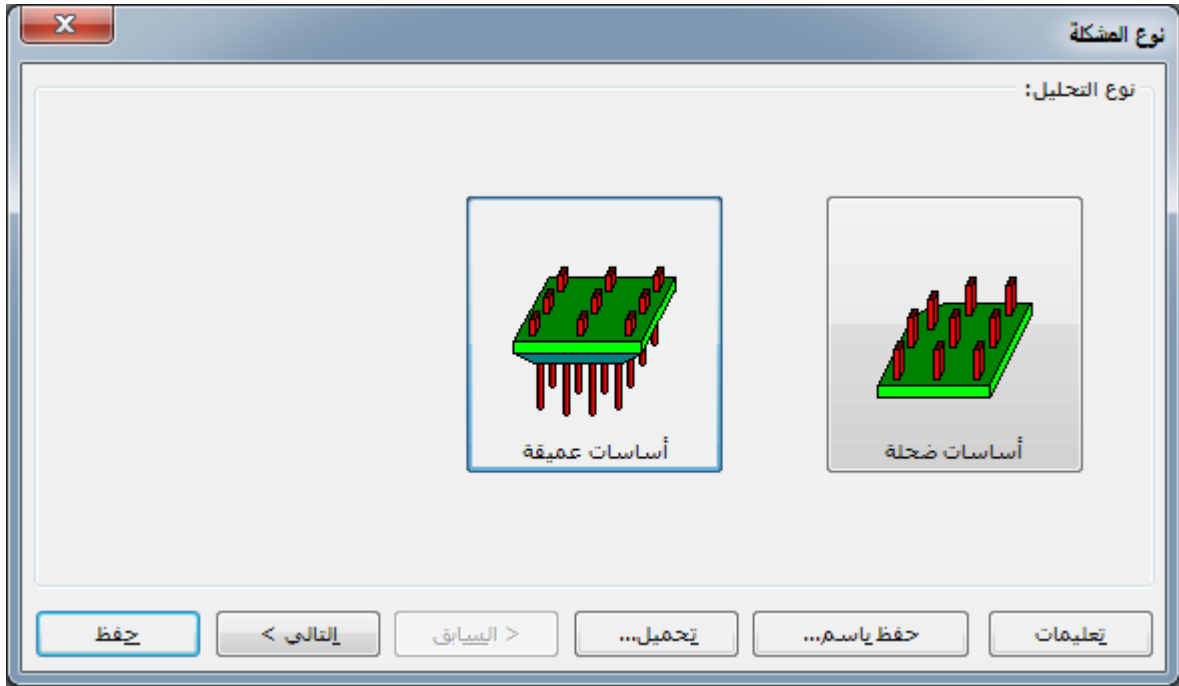 نوع المشكلة
نوع التحليل:
أساسات ضحلة
أساسات عميقة
تعليمات
حفظ باسم...
تحميل...
< السابق
التالي >
حفظ